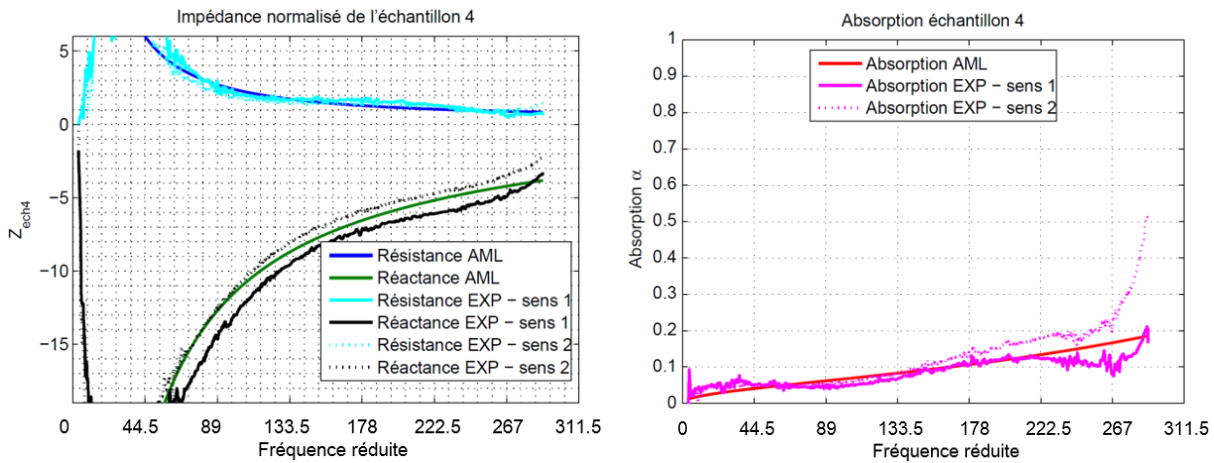 Impédance normalisé de l'échantillon 4
5
0
−5
−10
−15
Z_ech4
Résistance AML
Réactance AML
Résistance EXP − sens 1
Réactance EXP − sens 1
Résistance EXP − sens 2
Réactance EXP − sens 2
0 44.5 89 133.5 178 222.5 267 311.5
Fréquence réduite
Absorption échantillon 4
1
0.9
0.8
0.7
0.6
0.5
0.4
0.3
0.2
0.1
0
Absorption α
Absorption AML
Absorption EXP − sens 1
Absorption EXP − sens 2
0 44.5 89 133.5 178 222.5 267 311.5
Fréquence réduite